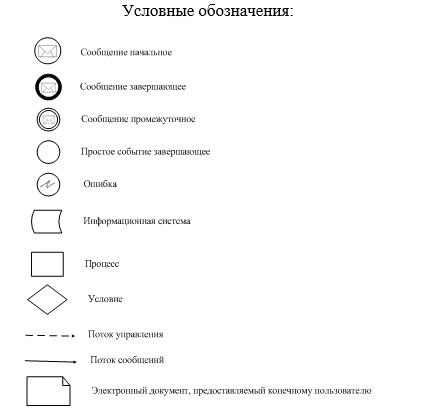 Условные обозначения:
Сообщение начальное
Сообщение завершающее
Сообщение промежуточное
Простое событие завершающее
Ошибка
Информационная система
Процесс
Условие
Поток управления
Поток сообщений
Электронный документ, предоставляемый конечному пользователю